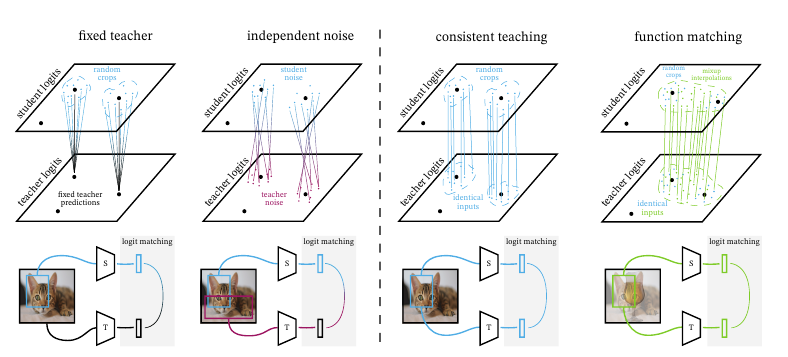 fixed teacher
independent noise
consistent teaching
function matching
student logits
random
crops
teacher logits
fixed teacher
predictions
student logits
student
noise
teacher logits
teacher
noise
student logits
random
crops
teacher logits
identical
inputs
student logits
random
crops
mixup
interpolations
teacher logits
identical
inputs
logit matching
S
T
logit matching
S
T
logit matching
S
T
logit matching
S
T